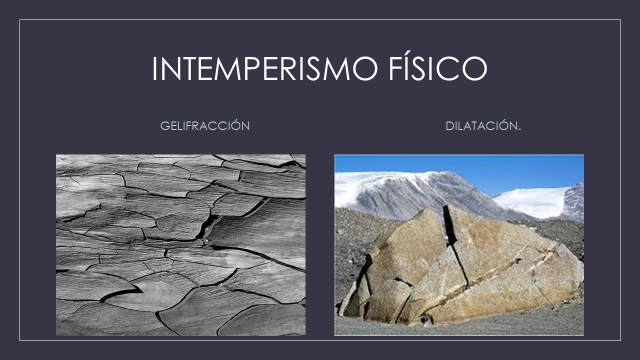 INTEMPERISMO FÍSICO
GELIFRACCIÓN
DILATACIÓN.